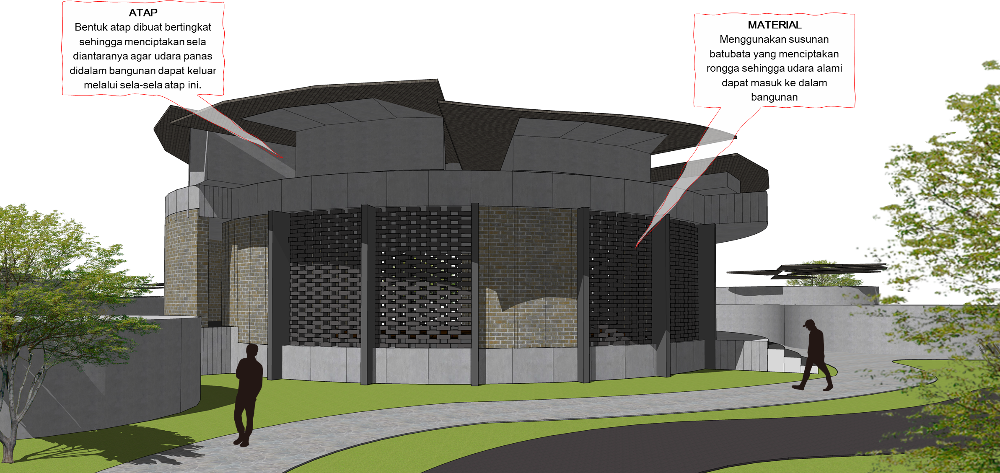 ATAP
Bentuk atap dibuat bertingkat
sehingga menciptakan sela
diantaranya agar udara panas
didalam bangunan dapat keluar
melalui sela-sela atap ini.
MATERIAL
Menggunakan susunan
batubata yang menciptakan
rongga sehingga udara alami
dapat masuk ke dalam
bangunan